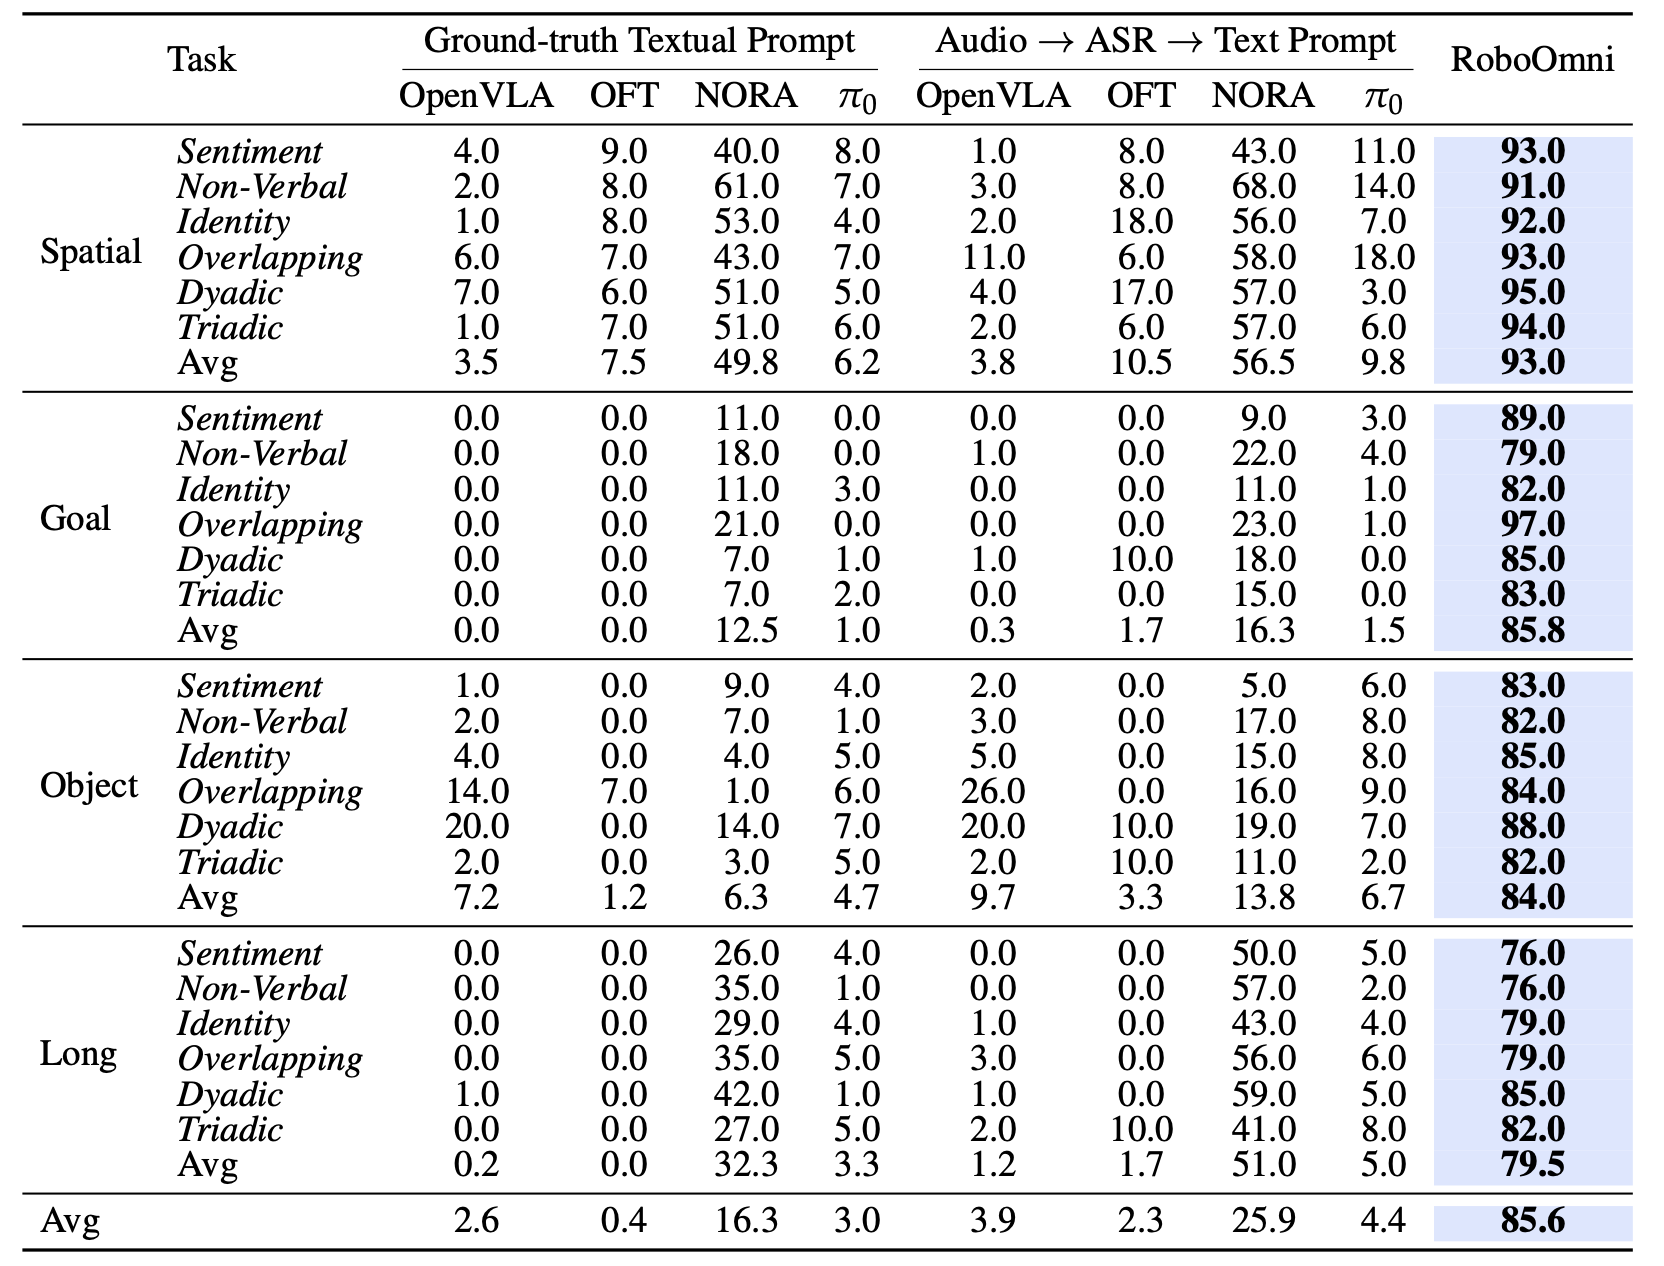 Task Ground-truth Textual Prompt Audio → ASR → Text Prompt RoboOmni
OpenVLA OFT NORA π0 OpenVLA OFT NORA π0
Spatial
Sentiment 4.0 9.0 40.0 8.0 1.0 8.0 43.0 11.0 93.0
Non-Verbal 2.0 8.0 61.0 7.0 3.0 8.0 68.0 14.0 91.0
Identity 1.0 8.0 53.0 4.0 2.0 18.0 56.0 7.0 92.0
Overlapping 6.0 7.0 43.0 7.0 11.0 6.0 58.0 18.0 93.0
Dyadic 7.0 6.0 51.0 5.0 4.0 17.0 57.0 3.0 95.0
Triadic 1.0 7.0 51.0 6.0 2.0 6.0 57.0 6.0 94.0
Avg 3.5 7.5 49.8 6.2 3.8 10.5 56.5 9.8 93.0
Goal
Sentiment 0.0 0.0 11.0 0.0 0.0 0.0 9.0 3.0 89.0
Non-Verbal 0.0 0.0 18.0 0.0 1.0 0.0 22.0 4.0 79.0
Identity 0.0 0.0 11.0 3.0 0.0 0.0 11.0 1.0 82.0
Overlapping 0.0 0.0 21.0 0.0 0.0 0.0 23.0 1.0 97.0
Dyadic 0.0 0.0 7.0 1.0 1.0 10.0 18.0 0.0 85.0
Triadic 0.0 0.0 7.0 2.0 0.0 0.0 15.0 0.0 83.0
Avg 0.0 0.0 12.5 1.0 0.3 1.7 16.3 1.5 85.8
Object
Sentiment 1.0 0.0 9.0 4.0 2.0 0.0 5.0 6.0 83.0
Non-Verbal 2.0 0.0 7.0 1.0 3.0 0.0 17.0 8.0 82.0
Identity 4.0 0.0 4.0 5.0 5.0 0.0 15.0 8.0 85.0
Overlapping 14.0 7.0 1.0 6.0 26.0 0.0 16.0 9.0 84.0
Dyadic 20.0 0.0 14.0 7.0 20.0 10.0 19.0 7.0 88.0
Triadic 2.0 0.0 3.0 5.0 2.0 10.0 11.0 2.0 82.0
Avg 7.2 1.2 6.3 4.7 9.7 3.3 13.8 6.7 84.0
Long
Sentiment 0.0 0.0 26.0 4.0 0.0 0.0 50.0 5.0 76.0
Non-Verbal 0.0 0.0 35.0 1.0 0.0 0.0 57.0 2.0 76.0
Identity 0.0 0.0 29.0 4.0 1.0 0.0 43.0 4.0 79.0
Overlapping 0.0 0.0 35.0 5.0 3.0 0.0 56.0 6.0 79.0
Dyadic 1.0 0.0 42.0 1.0 1.0 0.0 59.0 5.0 85.0
Triadic 0.0 0.0 27.0 5.0 2.0 10.0 41.0 8.0 82.0
Avg 0.2 0.0 32.3 3.3 1.2 1.7 51.0 5.0 79.5
Avg 2.6 0.4 16.3 3.0 3.9 2.3 25.9 4.4 85.6